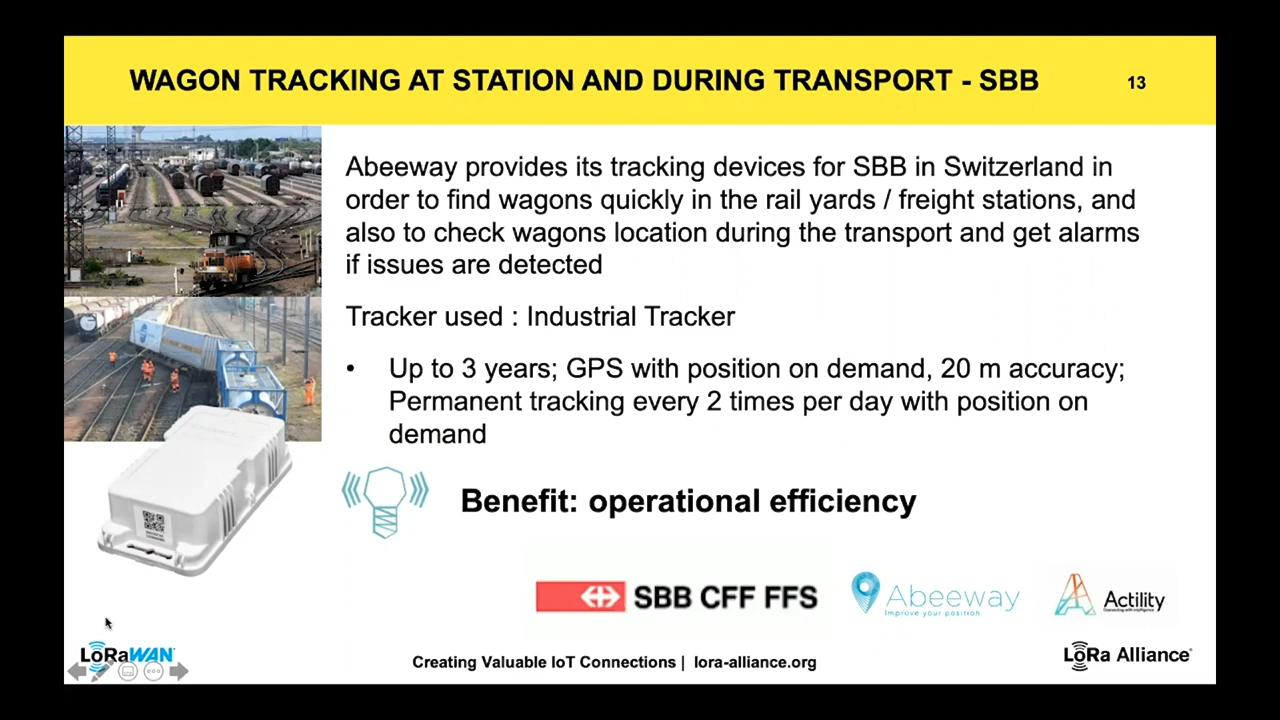 WAGON TRACKING AT STATION AND DURING TRANSPORT - SBB
13
Abeeway provides its tracking devices for SBB in Switzerland in
order to find wagons quickly in the rail yards / freight stations, and
also to check wagons location during the transport and get alarms
if issues are detected
Tracker used : Industrial Tracker
• Up to 3 years; GPS with position on demand, 20 m accuracy;
Permanent tracking every 2 times per day with position on
demand
Benefit: operational efficiency
SBB CFF FFS
Abeeway
Improve your position.
Actility
Connecting with intelligence
LoRaWAN
Creating Valuable IoT Connections | lora-alliance.org
LoRa Alliance®